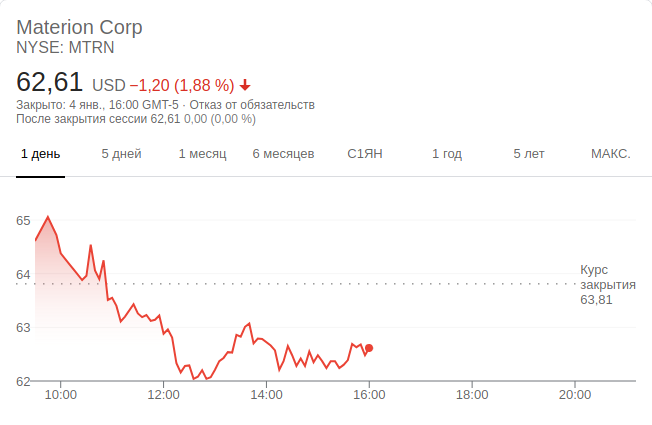 Materion Corp
NYSE: MTRN
62,61 USD −1,20 (1,88 %)
Закрыто: 4 янв., 16:00 GMT-5 · Отказ от обязательств
После закрытия сессии 62,61 0,00 (0,00 %)
1 день 5 дней 1 месяц 6 месяцев С1ЯН 1 год 5 лет МАКС.
65
64
63
62
Курс
закрытия
63,81
10:00 12:00 14:00 16:00 18:00 20:00